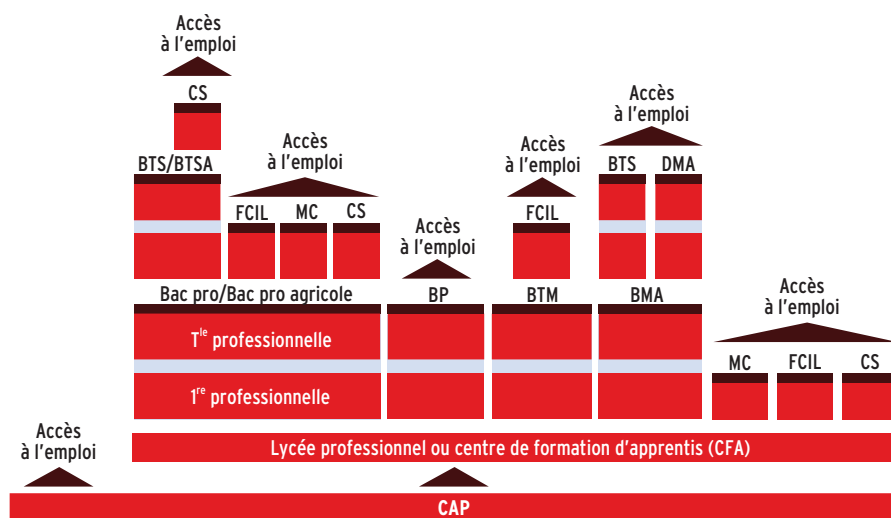 Accès
à l'emploi
CS
BTS/BTSA
Accès
à l'emploi
FCIL MC CS
Accès
à l'emploi
Accès
à l'emploi
FCIL
Accès
à l'emploi
BTS DMA
Bac pro/Bac pro agricole BP BTM BMA
Tle professionnelle
1re professionnelle
Accès
à l'emploi
MC FCIL CS
Accès
à l'emploi
Lycée professionnel ou centre de formation d'apprentis (CFA)
CAP